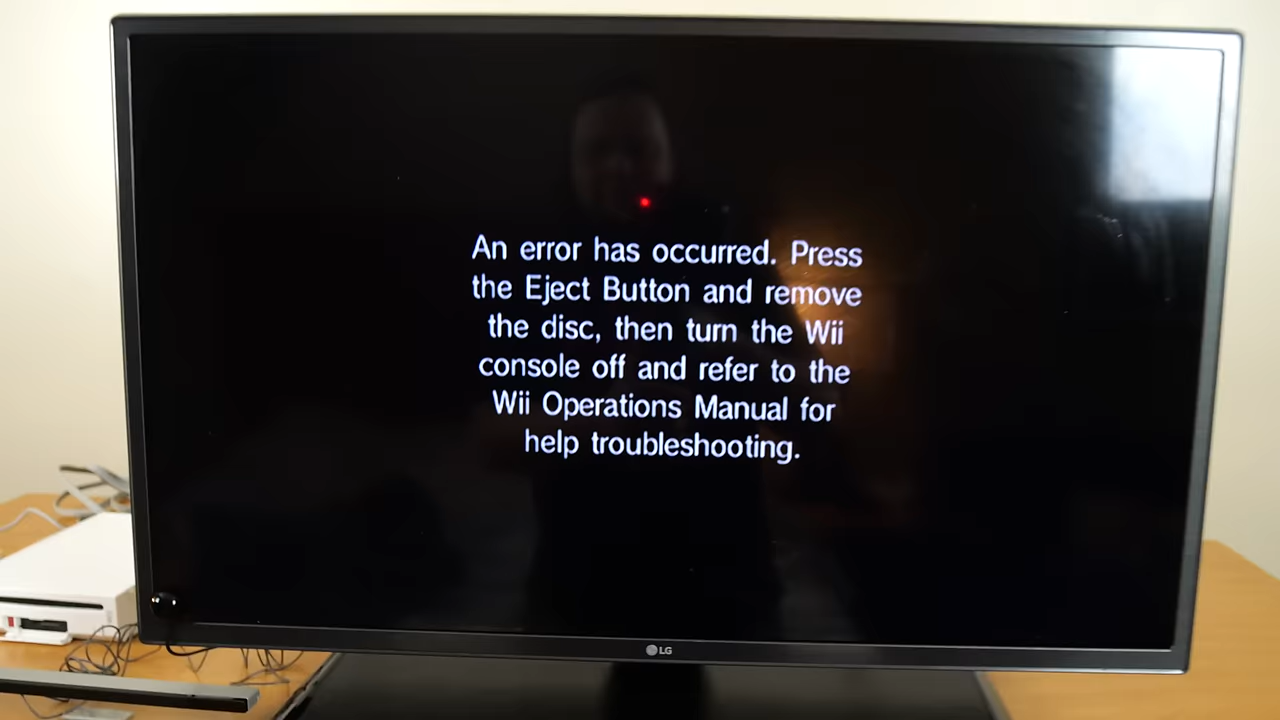 An error has occurred. Press
the Eject Button and remove
the disc, then turn the Wii
console off and refer to the
Wii Operations Manual for
help troubleshooting.
LG